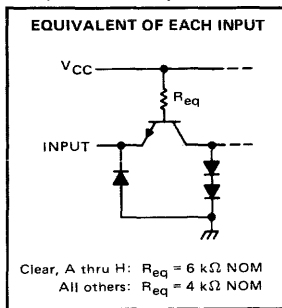 EQUIVALENT OF EACH INPUT
VCC
Req
INPUT
Clear, A thru H: Req = 6 kΩ NOM
All others: Req = 4 kΩ NOM